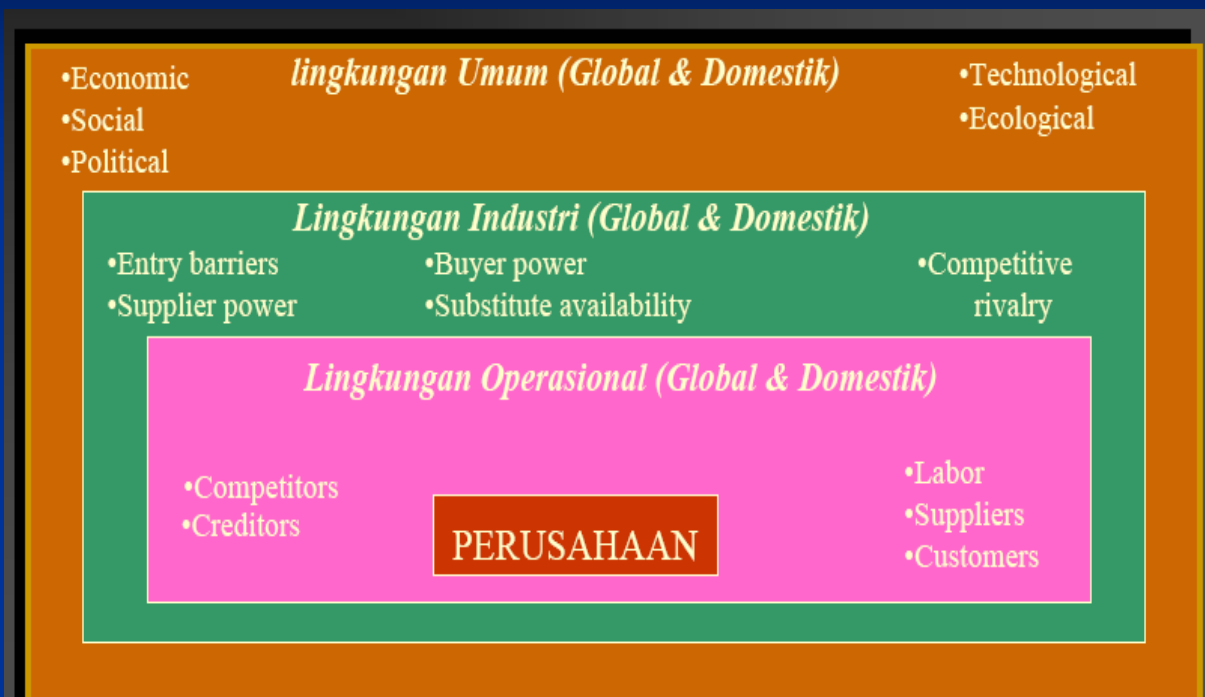 lingkungan Umum (Global & Domestik)
•Economic
•Social
•Political
•Technological
•Ecological
Lingkungan Industri (Global & Domestik)
•Entry barriers
•Supplier power
•Buyer power
•Substitute availability
•Competitive
rivalry
Lingkungan Operasional (Global & Domestik)
•Competitors
•Creditors
PERUSAHAAN
•Labor
•Suppliers
•Customers